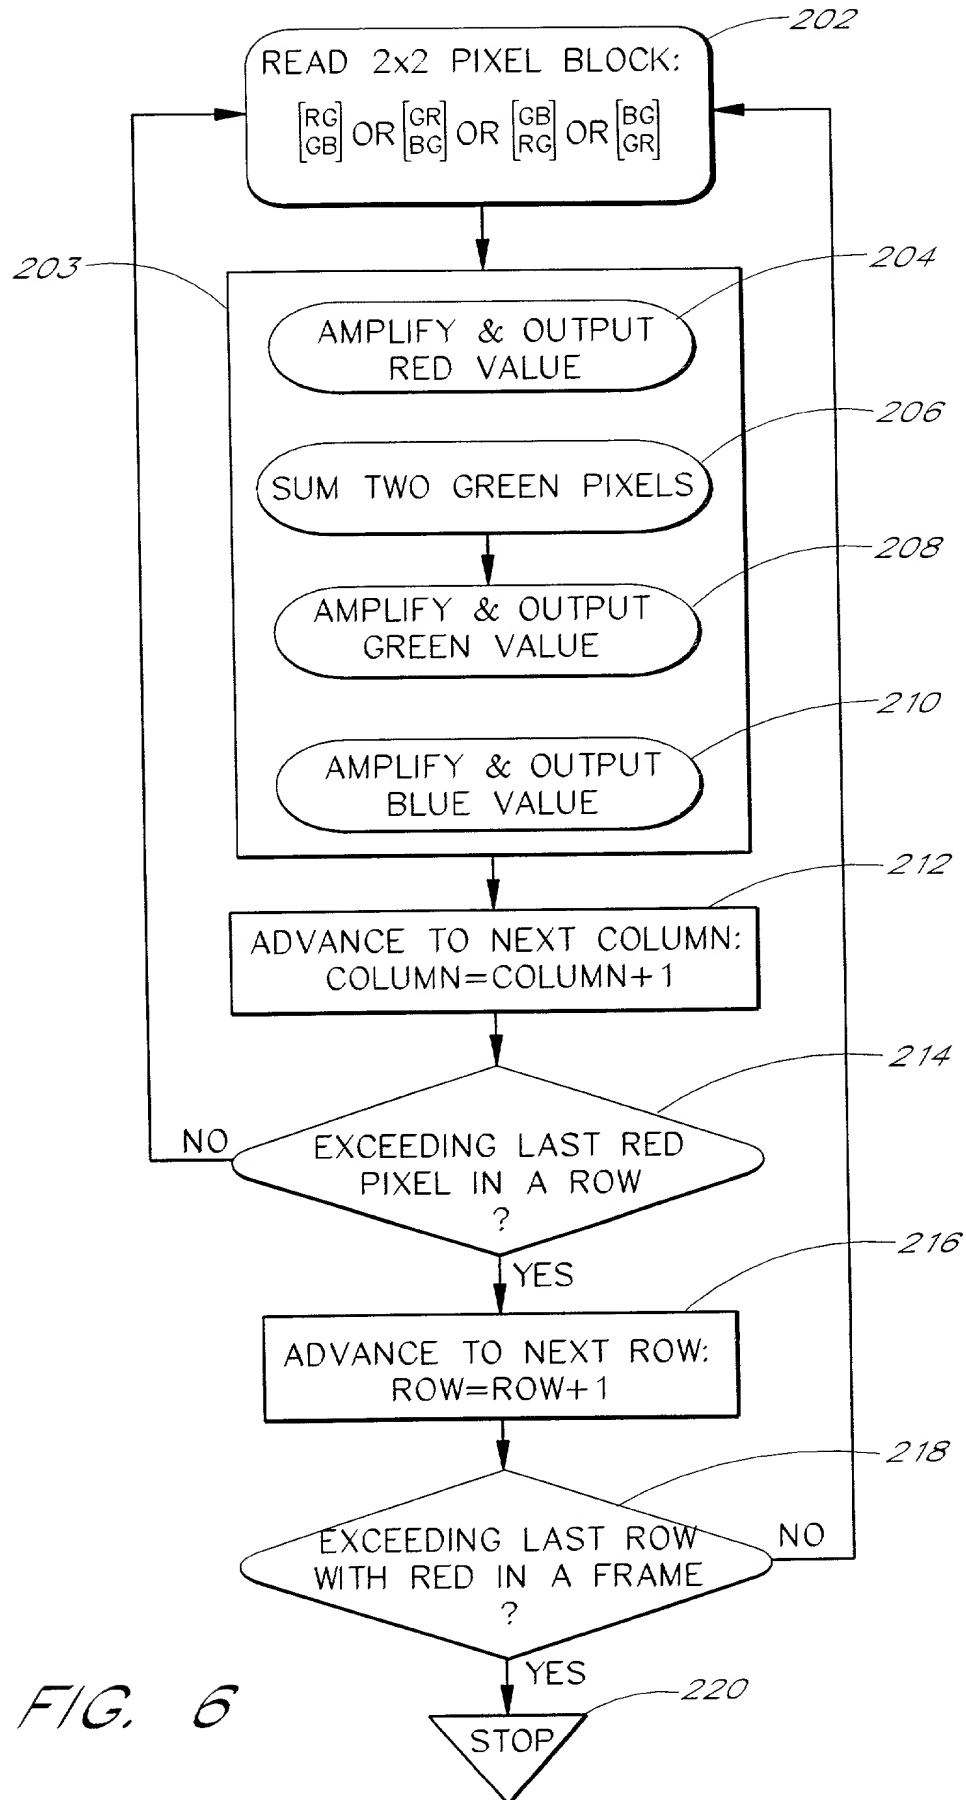 202
READ 2x2 PIXEL BLOCK:
[RG GB] OR [GR BG] OR [GB RG] OR [BG GR]
203
204
AMPLIFY & OUTPUT
RED VALUE
206
SUM TWO GREEN PIXELS
208
AMPLIFY & OUTPUT
GREEN VALUE
210
AMPLIFY & OUTPUT
BLUE VALUE
212
ADVANCE TO NEXT COLUMN:
COLUMN=COLUMN+1
214
NO
EXCEEDING LAST RED
PIXEL IN A ROW
?
YES
216
ADVANCE TO NEXT ROW:
ROW=ROW+1
218
NO
EXCEEDING LAST ROW
WITH RED IN A FRAME
?
YES
220
STOP
FIG. 6